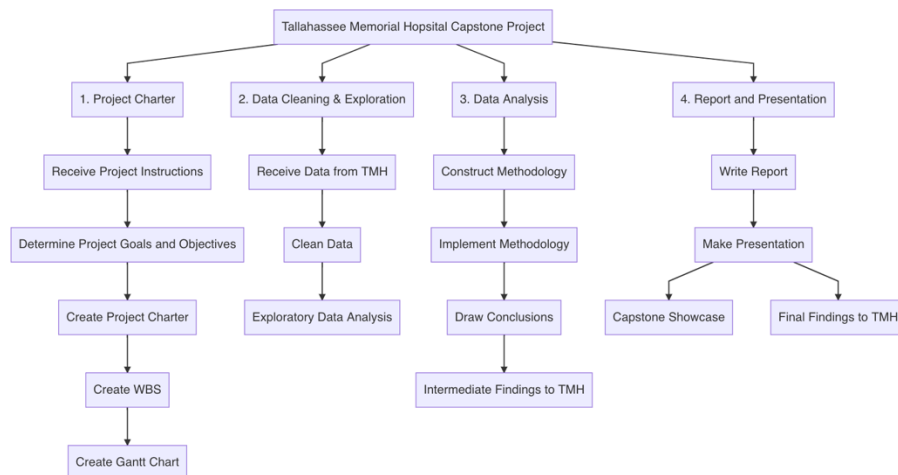 Tallahassee Memorial Hopsital Capstone Project
1. Project Charter
2. Data Cleaning & Exploration
3. Data Analysis
4. Report and Presentation
Receive Project Instructions
Receive Data from TMH
Construct Methodology
Write Report
Determine Project Goals and Objectives
Clean Data
Implement Methodology
Make Presentation
Create Project Charter
Exploratory Data Analysis
Draw Conclusions
Capstone Showcase
Final Findings to TMH
Create WBS
Intermediate Findings to TMH
Create Gantt Chart